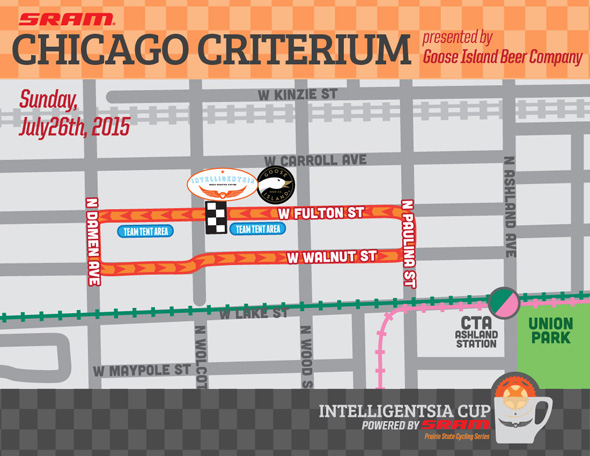 SRAM
CHICAGO CRITERIUM
presented by
Goose Island Beer Company
Sunday,
July26th, 2015
W KINZIE ST
W CARROLL AVE
N ASHLAND AVE
INTELLIGENTSIA
GOOSE
ISLAND
N DAMEN AVE
W FULTON ST
N PAULINA ST
TEAM TENT AREA
TEAM TENT AREA
W WALNUT ST
W LAKE ST
CTA
ASHLAND
STATION
UNION
PARK
N WOLCOT
N WOOD S
W MAYPOLE ST
INTELLIGENTSIA CUP
POWERED BY SRAM
Prairie State Cycling Series